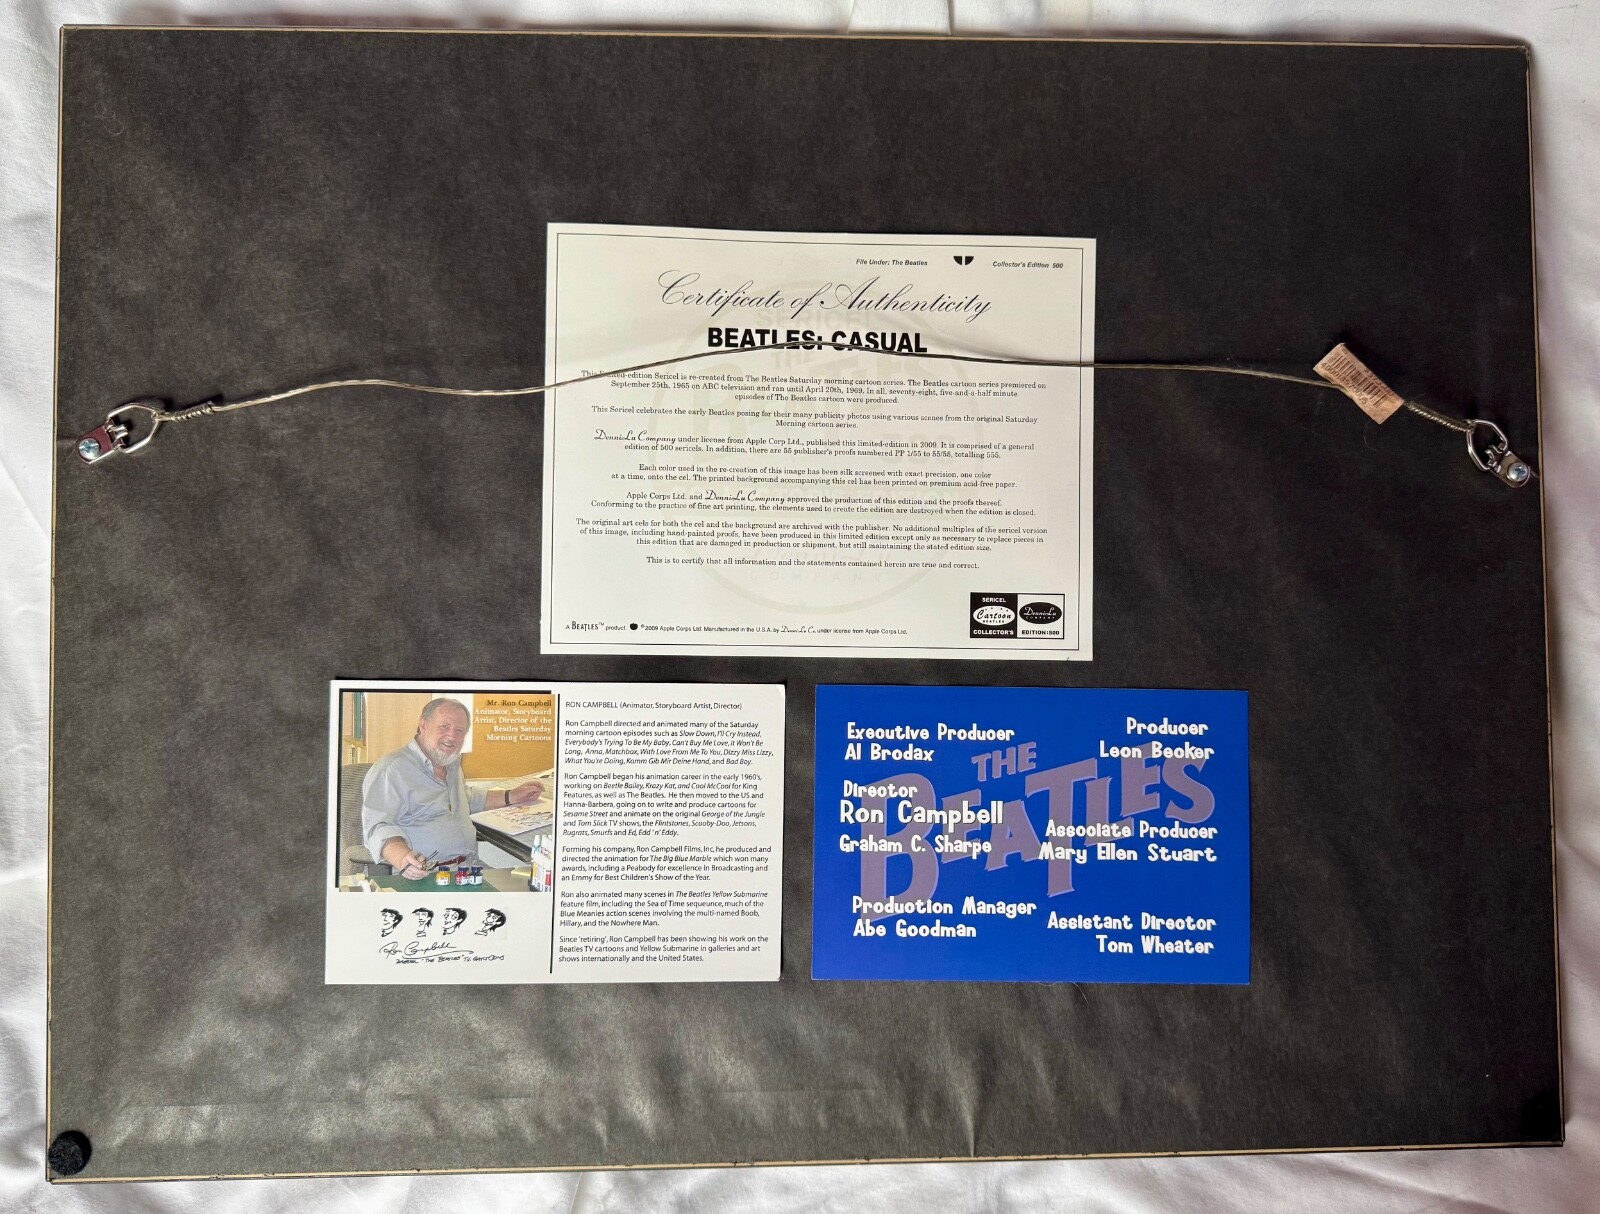 File Under: The Beatles
Collector's Edition 500
Certificate of Authenticity
BEATLES: CASUAL
This limited-edition Sericel is re-created from The Beatles Saturday morning cartoon series. The Beatles cartoon series premiered on
September 25th, 1965 on ABC television and ran until April 20th, 1969. In all, seventy-eight, five-and-a-half minute
episodes of The Beatles cartoon were produced.
This Sericel celebrates the early Beatles posing for their many publicity photos using various scenes from the original Saturday
Morning cartoon series.
DenniLu Company under license from Apple Corp Ltd., published this limited-edition in 2009. It is comprised of a general
edition of 500 sericels. In addition, there are 55 publisher's proofs numbered PP 1/55 to 55/55, totalling 555.
Each color used in the re-creation of this image has been silk screened with exact precision, one color
at a time, onto the cel. The printed background accompanying this cel has been printed on premium acid-free paper.
Apple Corps Ltd. and DenniLu Company approved the production of this edition and the proofs thereof.
Conforming to the practice of fine art printing, the elements used to create the edition are destroyed when the edition is closed.
The original art cels for both the cel and the background are archived with the publisher. No additional multiples of the sericel version
of this image, including hand-painted proofs, have been produced in this limited edition except only as necessary to replace pieces in
this edition that are damaged in production or shipment, but still maintaining the stated edition size.
This is to certify that all information and the statements contained herein are true and correct.
A BEATLES™ product. © 2009 Apple Corps Ltd. Manufactured in the U.S.A. by DenniLu Co. under license from Apple Corps Ltd.
SERICEL
Cartoon
BEATLES
COLLECTOR'S
DenniLu
COMPANY
EDITION:500
Mr. Ron Campbell
Animator, Storyboard
Artist, Director of the
Beatles Saturday
Morning Cartoons
Ron Campbell
"THE BEATLES" TV CARTOONS
RON CAMPBELL (Animator, Storyboard Artist, Director)
Ron Campbell directed and animated many of the Saturday
morning cartoon episodes such as Slow Down, I'll Cry Instead,
Everybody's Trying To Be My Baby, Can't Buy Me Love, It Won't Be
Long, Anna, Matchbox, With Love From Me To You, Dizzy Miss Lizzy,
What You're Doing, Komm Gib Mir Deine Hand, and Bad Boy.
Ron Campbell began his animation career in the early 1960's,
working on Beetle Bailey, Krazy Kat, and Cool McCool for King
Features, as well as The Beatles. He then moved to the US and
Hanna-Barbera, going on to write and produce cartoons for
Sesame Street and animate on the original George of the Jungle
and Tom Slick TV shows, the Flintstones, Scooby-Doo, Jetsons,
Rugrats, Smurfs and Ed, Edd 'n' Eddy.
Forming his company, Ron Campbell Films, Inc, he produced and
directed the animation for The Big Blue Marble which won many
awards, including a Peabody for excellence in Broadcasting and
an Emmy for Best Children's Show of the Year.
Ron also animated many scenes in The Beatles Yellow Submarine
feature film, including the Sea of Time sequeunce, much of the
Blue Meanies action scenes involving the multi-named Boob,
Hillary, and the Nowhere Man.
Since 'retiring', Ron Campbell has been showing his work on the
Beatles TV cartoons and Yellow Submarine in galleries and art
shows internationally and the United States.
THE
BEATLES
Executive Producer
Al Brodax
Producer
Leon Becker
Director
Ron Campbell
Graham C. Sharpe
Associate Producer
Mary Ellen Stuart
Production Manager
Abe Goodman
Assistant Director
Tom Wheater